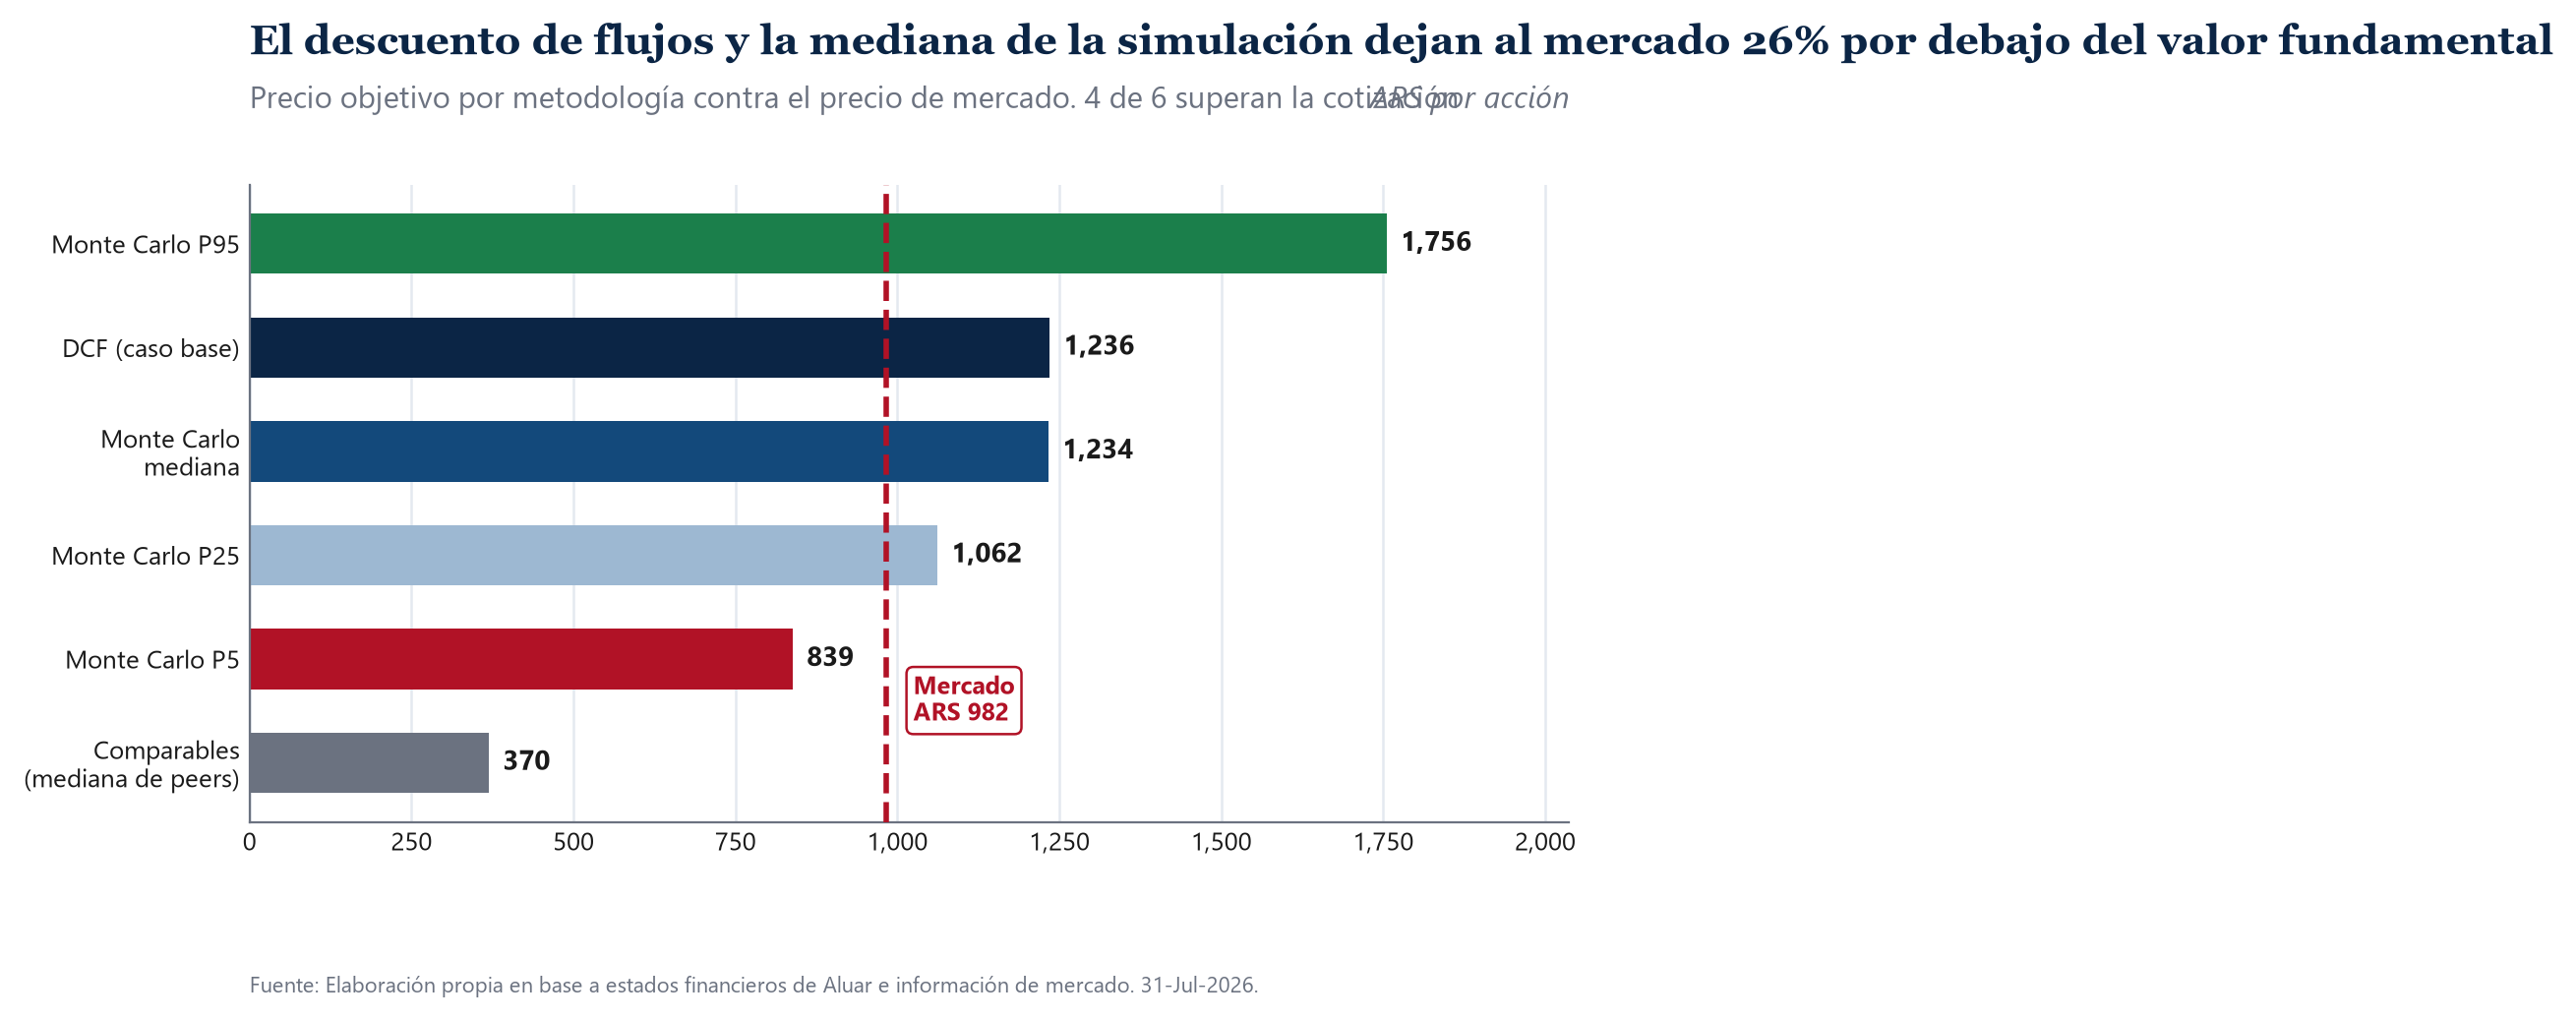 El descuento de flujos y la mediana de la simulación dejan al mercado 26% por debajo del valor fundamental
Precio objetivo por metodología contra el precio de mercado. 4 de 6 superan la cotización
ARS por acción
Monte Carlo P95
1,756
DCF (caso base)
1,236
Monte Carlo
mediana
1,234
Monte Carlo P25
1,062
Monte Carlo P5
839
Mercado
ARS 982
Comparables
(mediana de peers)
370
0 250 500 750 1,000 1,250 1,500 1,750 2,000
Fuente: Elaboración propia en base a estados financieros de Aluar e información de mercado. 31-Jul-2026.